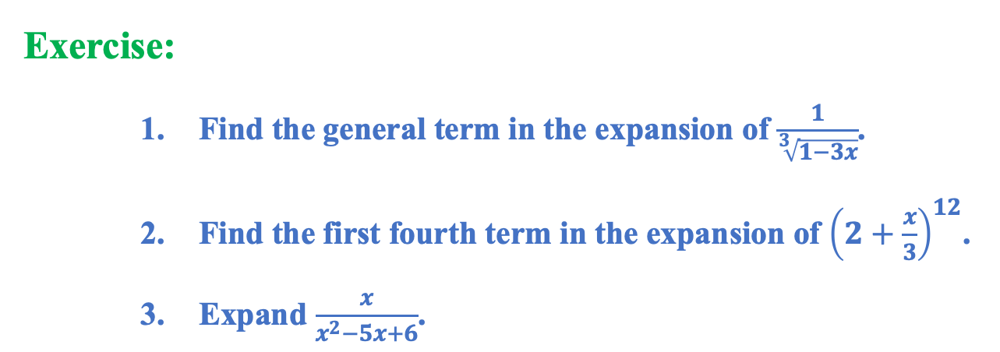 Exercise:
1. Find the general term in the expansion of \frac{1}{\sqrt[3]{1-3x}}.
2. Find the first fourth term in the expansion of \left(2+\frac{x}{3}\right)^{12}.
3. Expand \frac{x}{x^2-5x+6}.